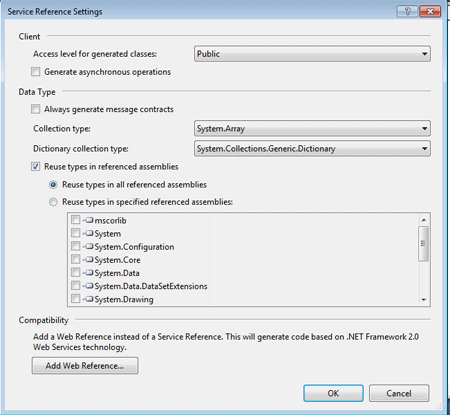 Service Reference Settings
Client
Access level for generated classes: Public
Generate asynchronous operations
Data Type
Always generate message contracts
Collection type: System.Array
Dictionary collection type: System.Collections.Generic.Dictionary
Reuse types in referenced assemblies
Reuse types in all referenced assemblies
Reuse types in specified referenced assemblies:
mscorlib
System
System.Configuration
System.Core
System.Data
System.Data.DataSetExtensions
System.Drawing
Compatibility
Add a Web Reference instead of a Service Reference. This will generate code based on .NET Framework 2.0
Web Services technology.
Add Web Reference...
OK Cancel